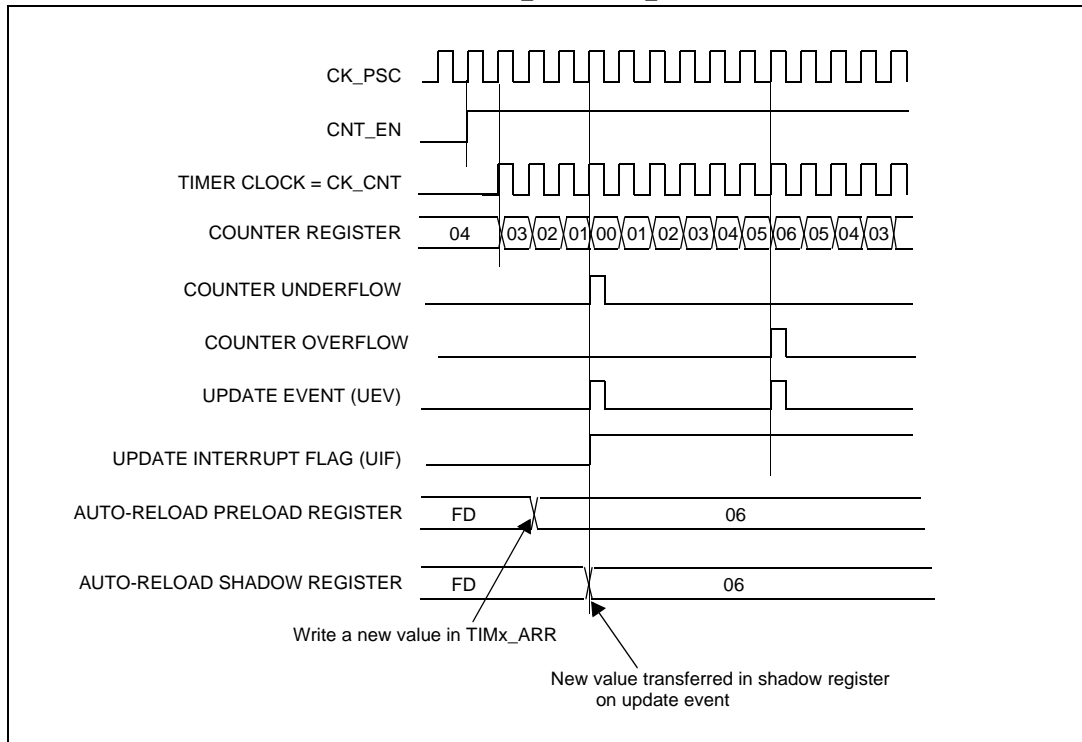 CK_PSC
CNT_EN
TIMER CLOCK = CK_CNT
COUNTER REGISTER 04 03 02 01 00 01 02 03 04 05 06 05 04 03
COUNTER UNDERFLOW
COUNTER OVERFLOW
UPDATE EVENT (UEV)
UPDATE INTERRUPT FLAG (UIF)
AUTO-RELOAD PRELOAD REGISTER FD 06
AUTO-RELOAD SHADOW REGISTER FD 06
Write a new value in TIMx_ARR
New value transferred in shadow register
on update event